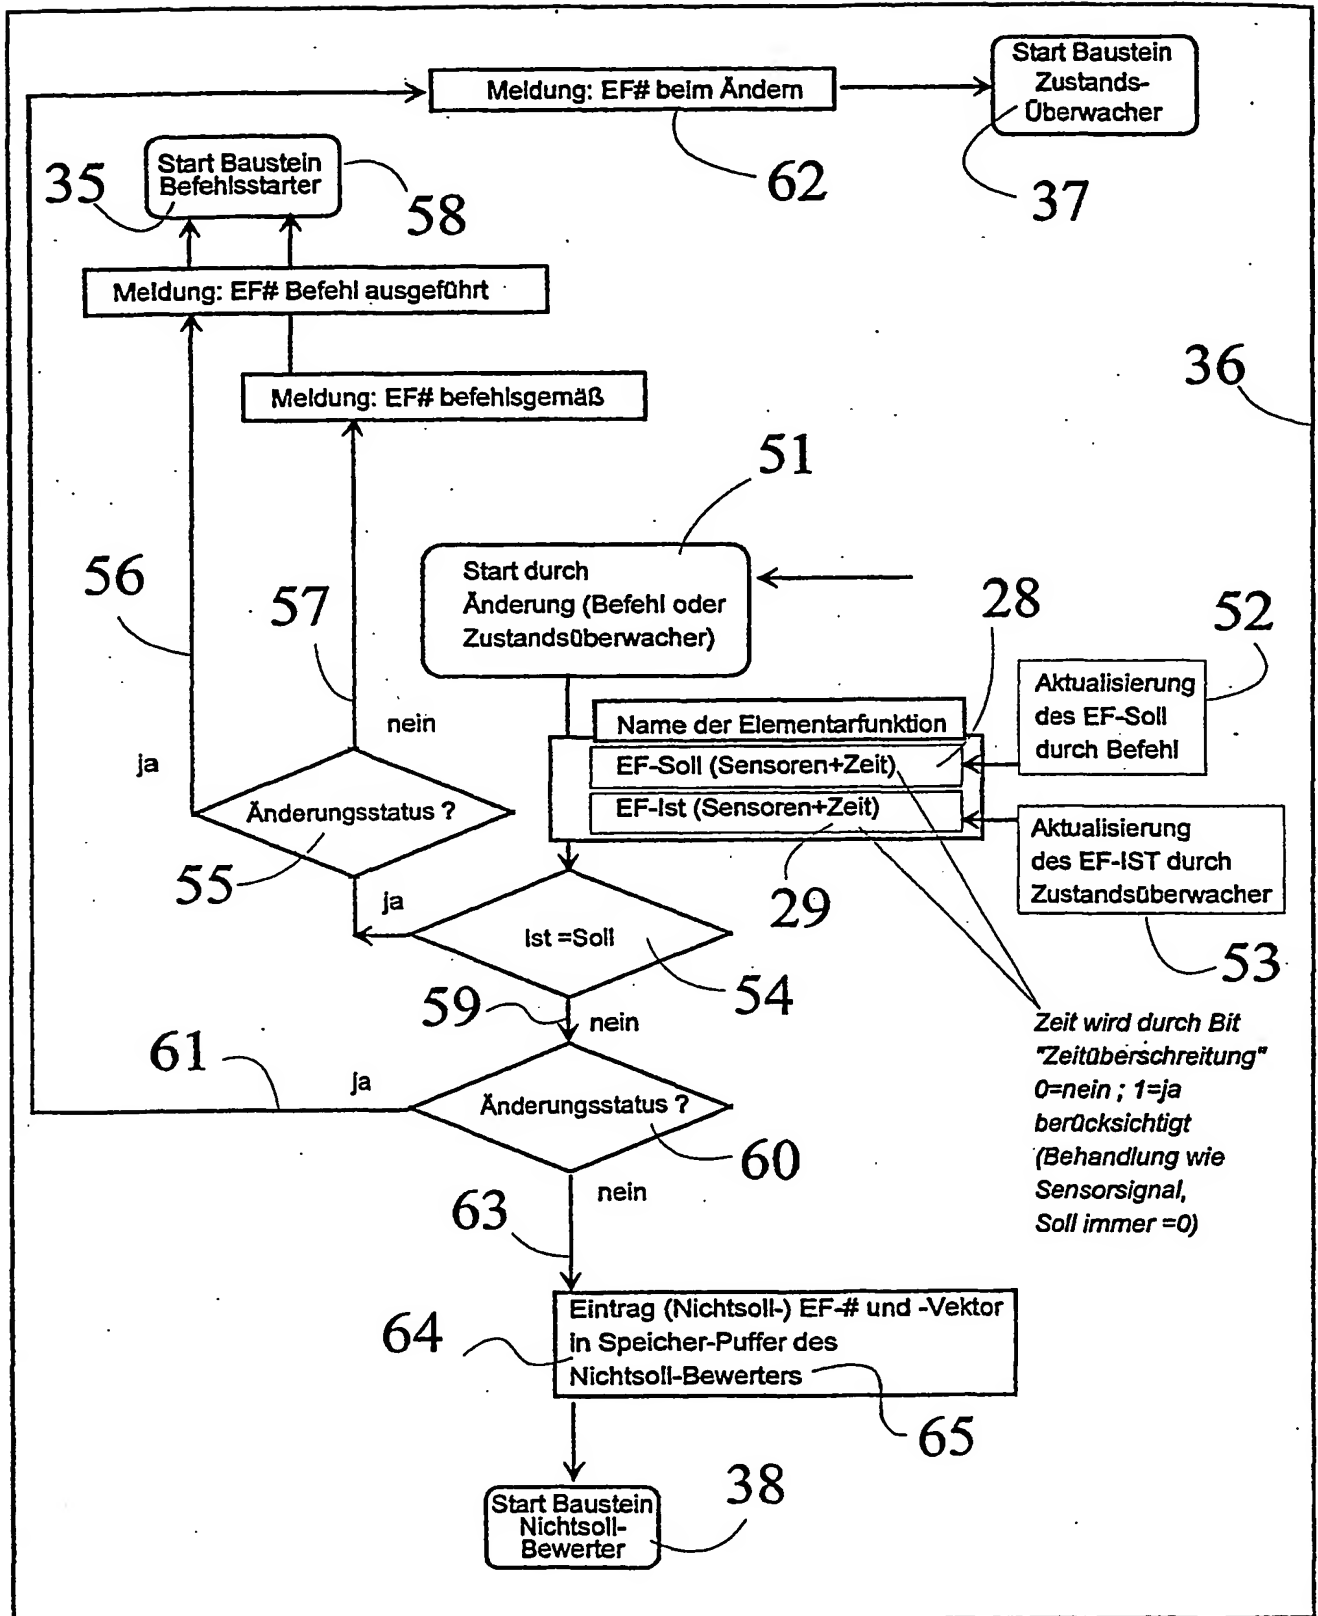 Meldung: EF# beim Ändern
Start Baustein
Zustands-
Überwacher
62
37
35
Start Baustein
Befehlsstarter
58
Meldung: EF# Befehl ausgeführt
Meldung: EF# befehlsgemäß
36
51
Start durch
Änderung (Befehl oder
Zustandsüberwacher)
56
57
28
52
nein
ja
Name der Elementarfunktion
EF-Soll (Sensoren+Zeit)
EF-Ist (Sensoren+Zeit)
Aktualisierung
des EF-Soll
durch Befehl
Aktualisierung
des EF-IST durch
Zustandsüberwacher
Änderungsstatus ?
55
29
53
ja
Ist =Soll
54
59
nein
Zeit wird durch Bit
"Zeitüberschreitung"
0=nein ; 1=ja
berücksichtigt
(Behandlung wie
Sensorsignal,
Soll immer =0)
61
ja
Änderungsstatus ?
60
nein
63
Eintrag (Nichtsoll-) EF-# und -Vektor
in Speicher-Puffer des
Nichtsoll-Bewerters
64
65
Start Baustein
Nichtsoll-
Bewerter
38